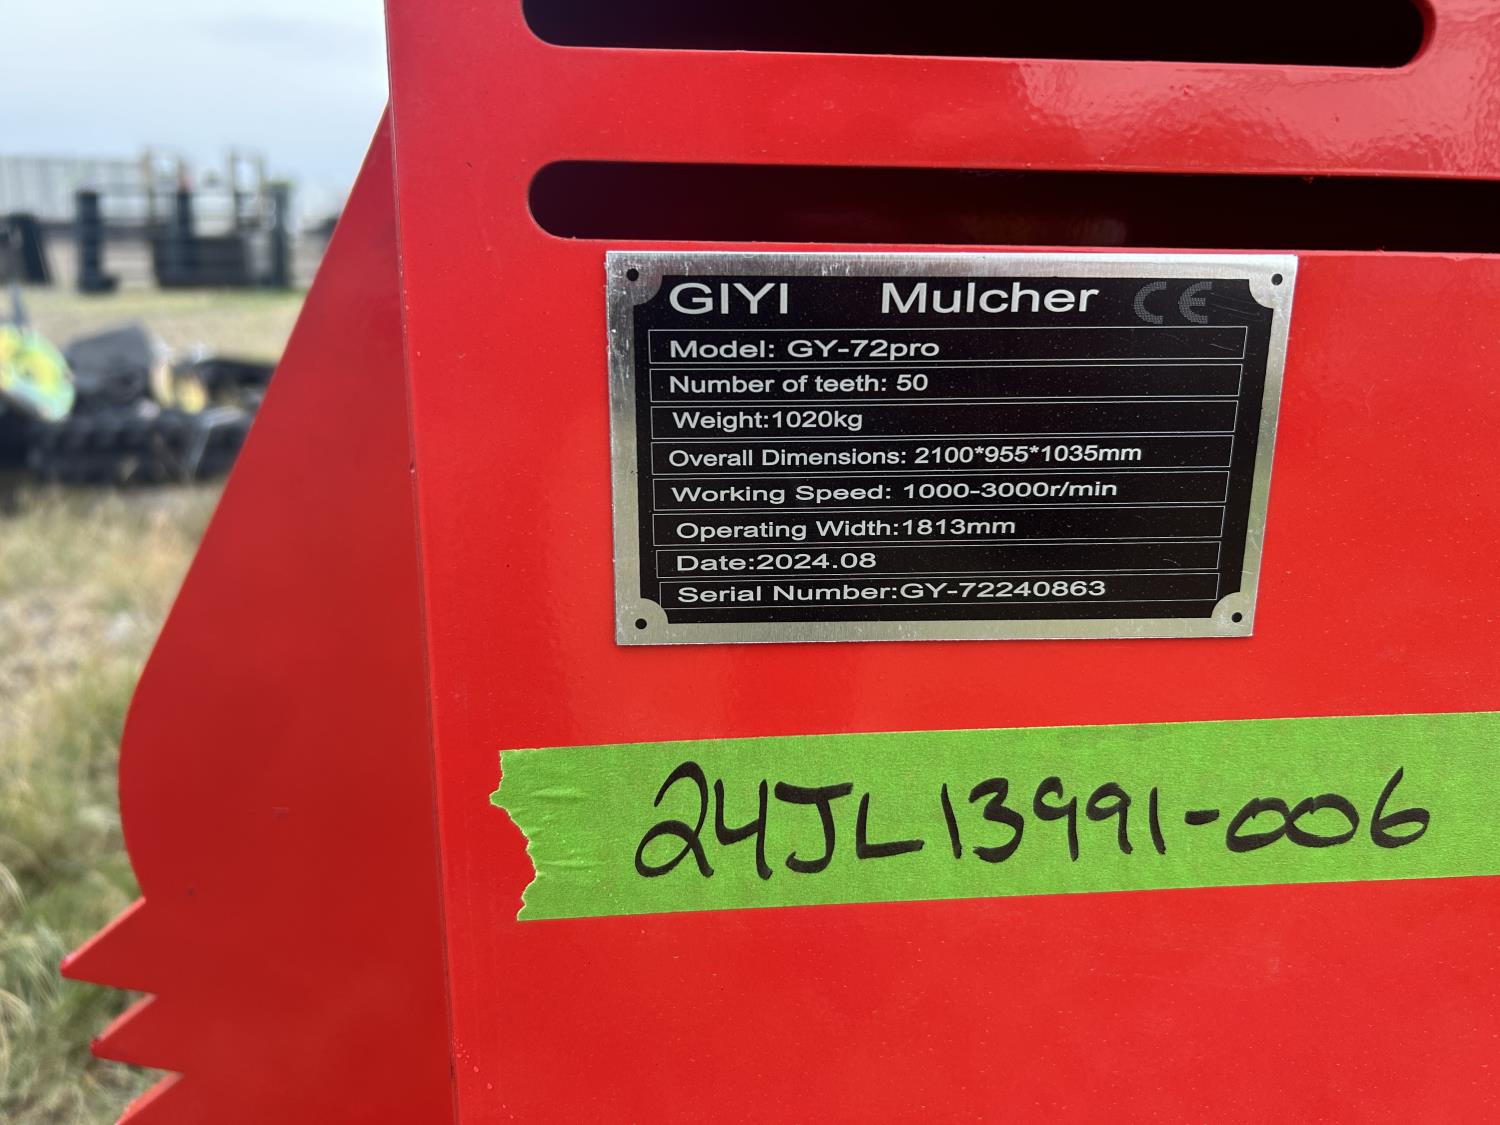 GIYI Mulcher CE
Model: GY-72pro
Number of teeth: 50
Weight:1020kg
Overall Dimensions: 2100*955*1035mm
Working Speed: 1000-3000r/min
Operating Width:1813mm
Date:2024.08
Serial Number:GY-72240863
24JL13991-006